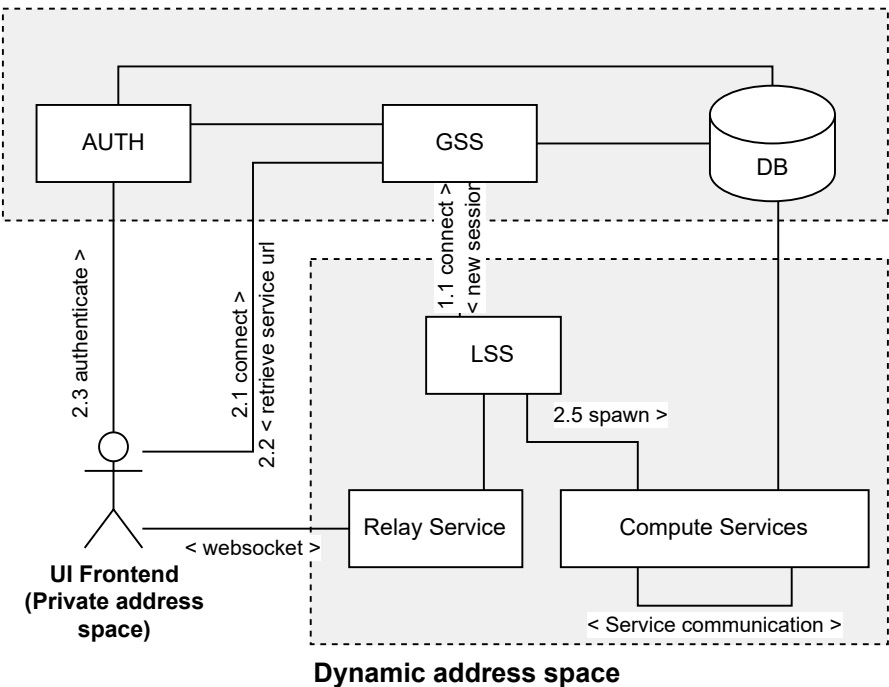 AUTH
GSS
DB
2.3 authenticate >
2.1 connect >
2.2 < retrieve service url
1.1 connect >
< new session
LSS
2.5 spawn >
Relay Service
Compute Services
< websocket >
UI Frontend
(Private address
space)
< Service communication >
Dynamic address space